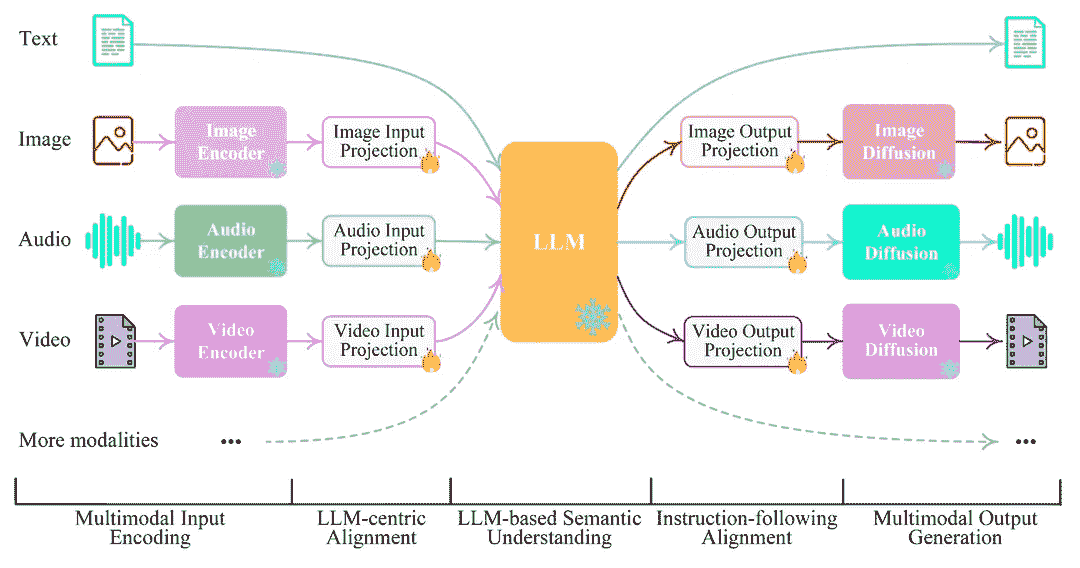 Text
Image
Image
Encoder
Image Input
Projection
Image Output
Projection
Image
Diffusion
Audio
Audio
Encoder
Audio Input
Projection
LLM
Audio Output
Projection
Audio
Diffusion
Video
Video
Encoder
Video Input
Projection
Video Output
Projection
Video
Diffusion
More modalities
...
...
Multimodal Input
Encoding
LLM-centric
Alignment
LLM-based Semantic
Understanding
Instruction-following
Alignment
Multimodal Output
Generation